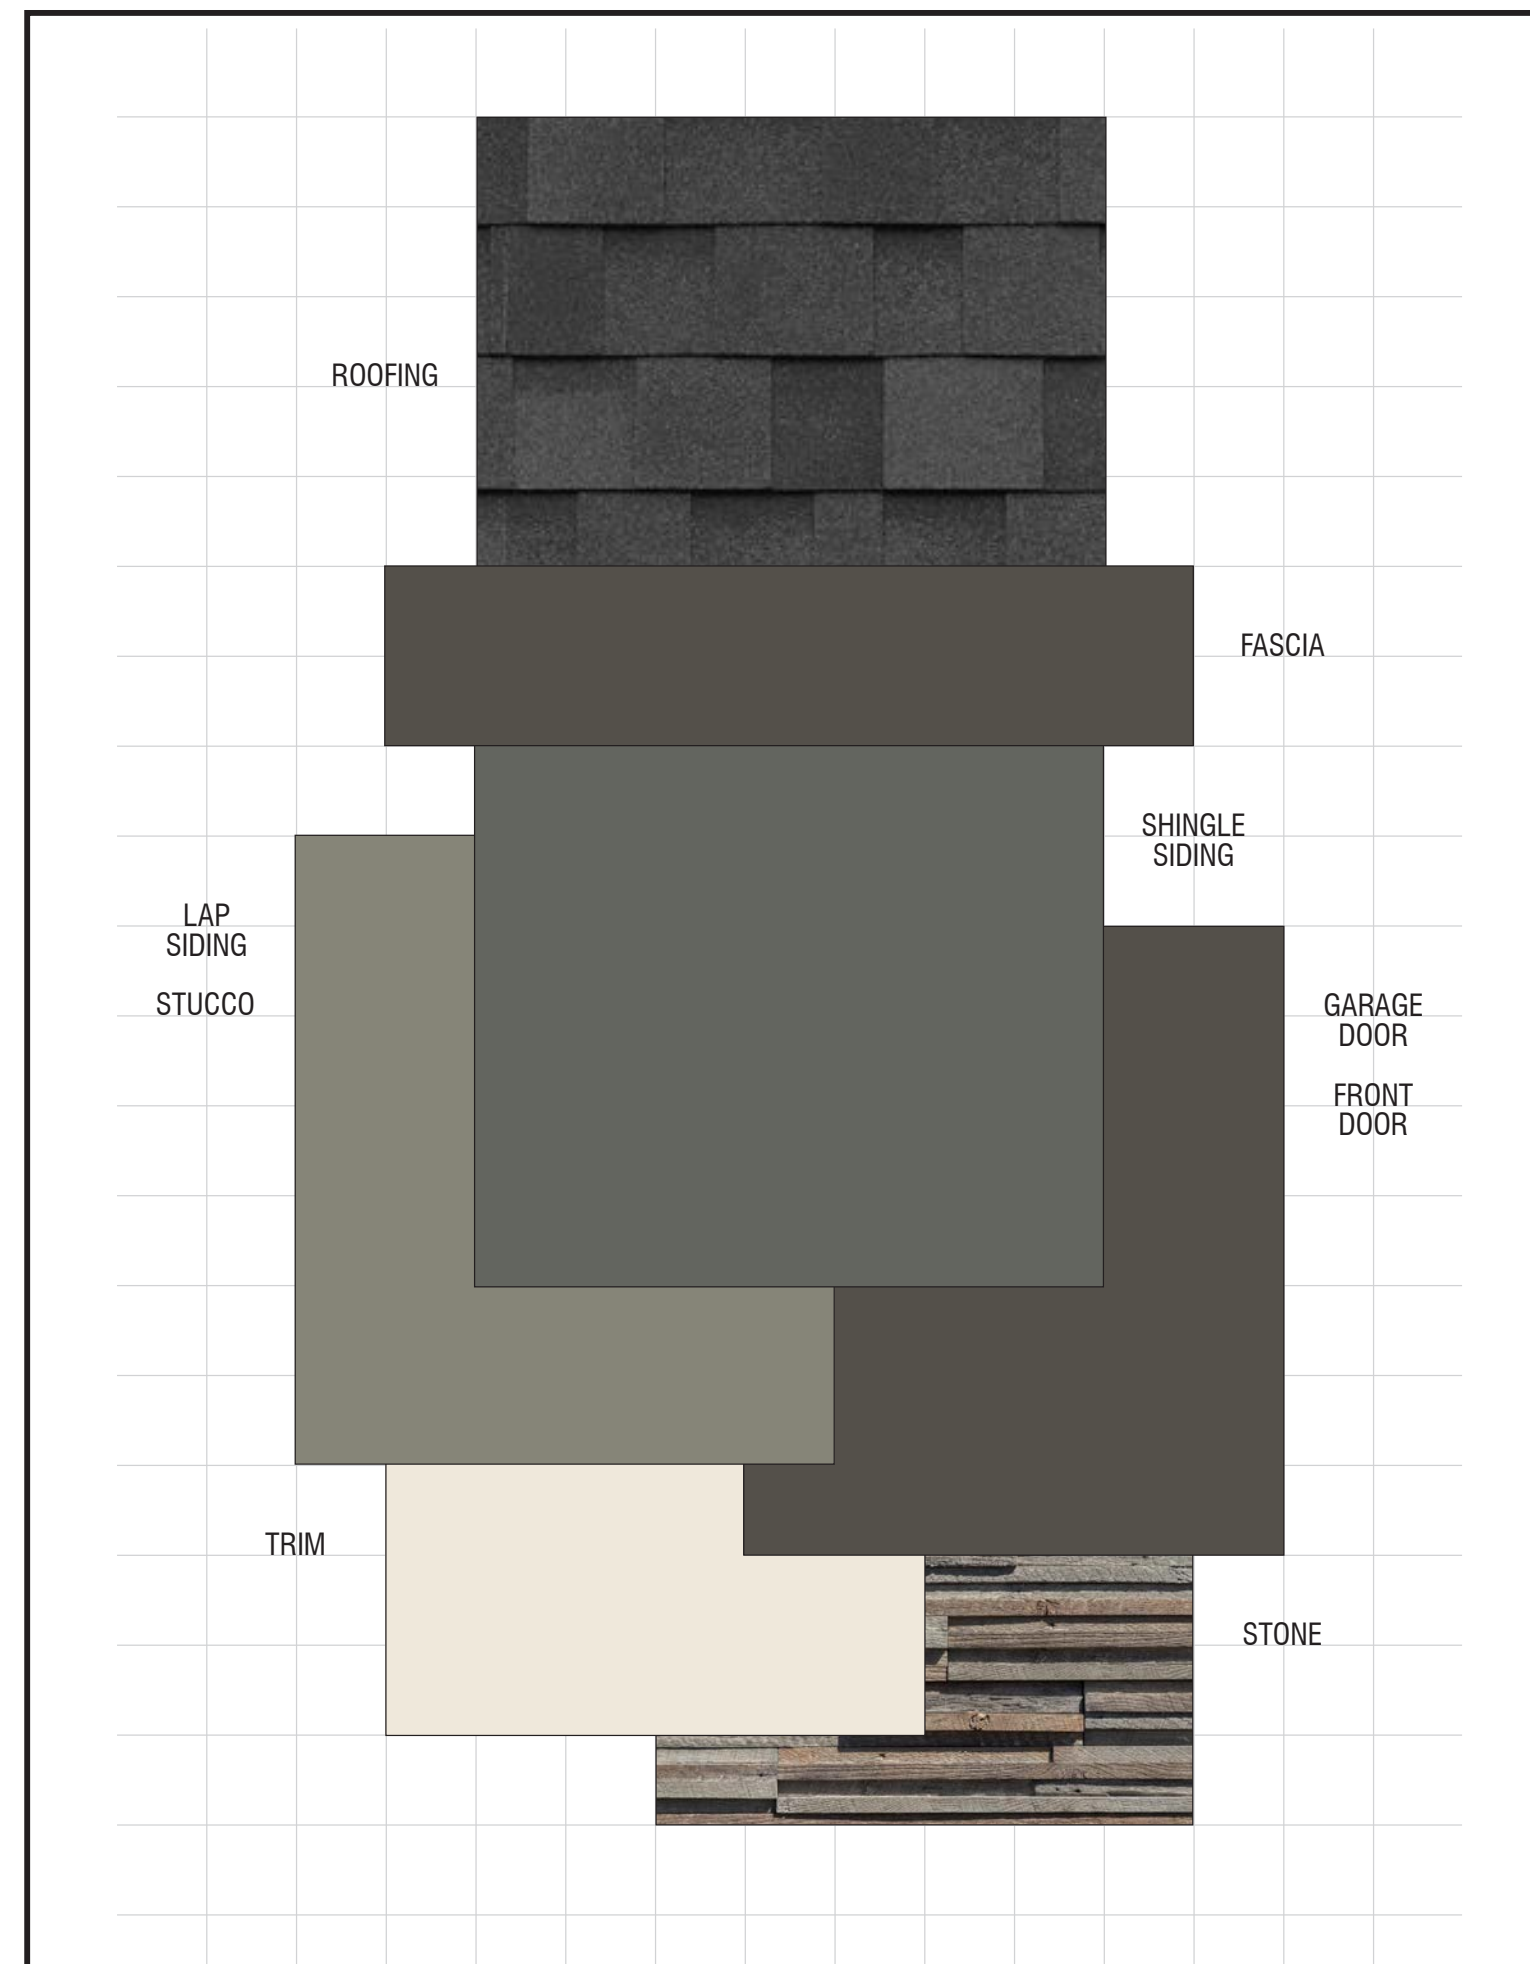 ROOFING
FASCIA
SHINGLE
SIDING
LAP
SIDING
STUCCO
GARAGE
DOOR
FRONT
DOOR
TRIM
STONE